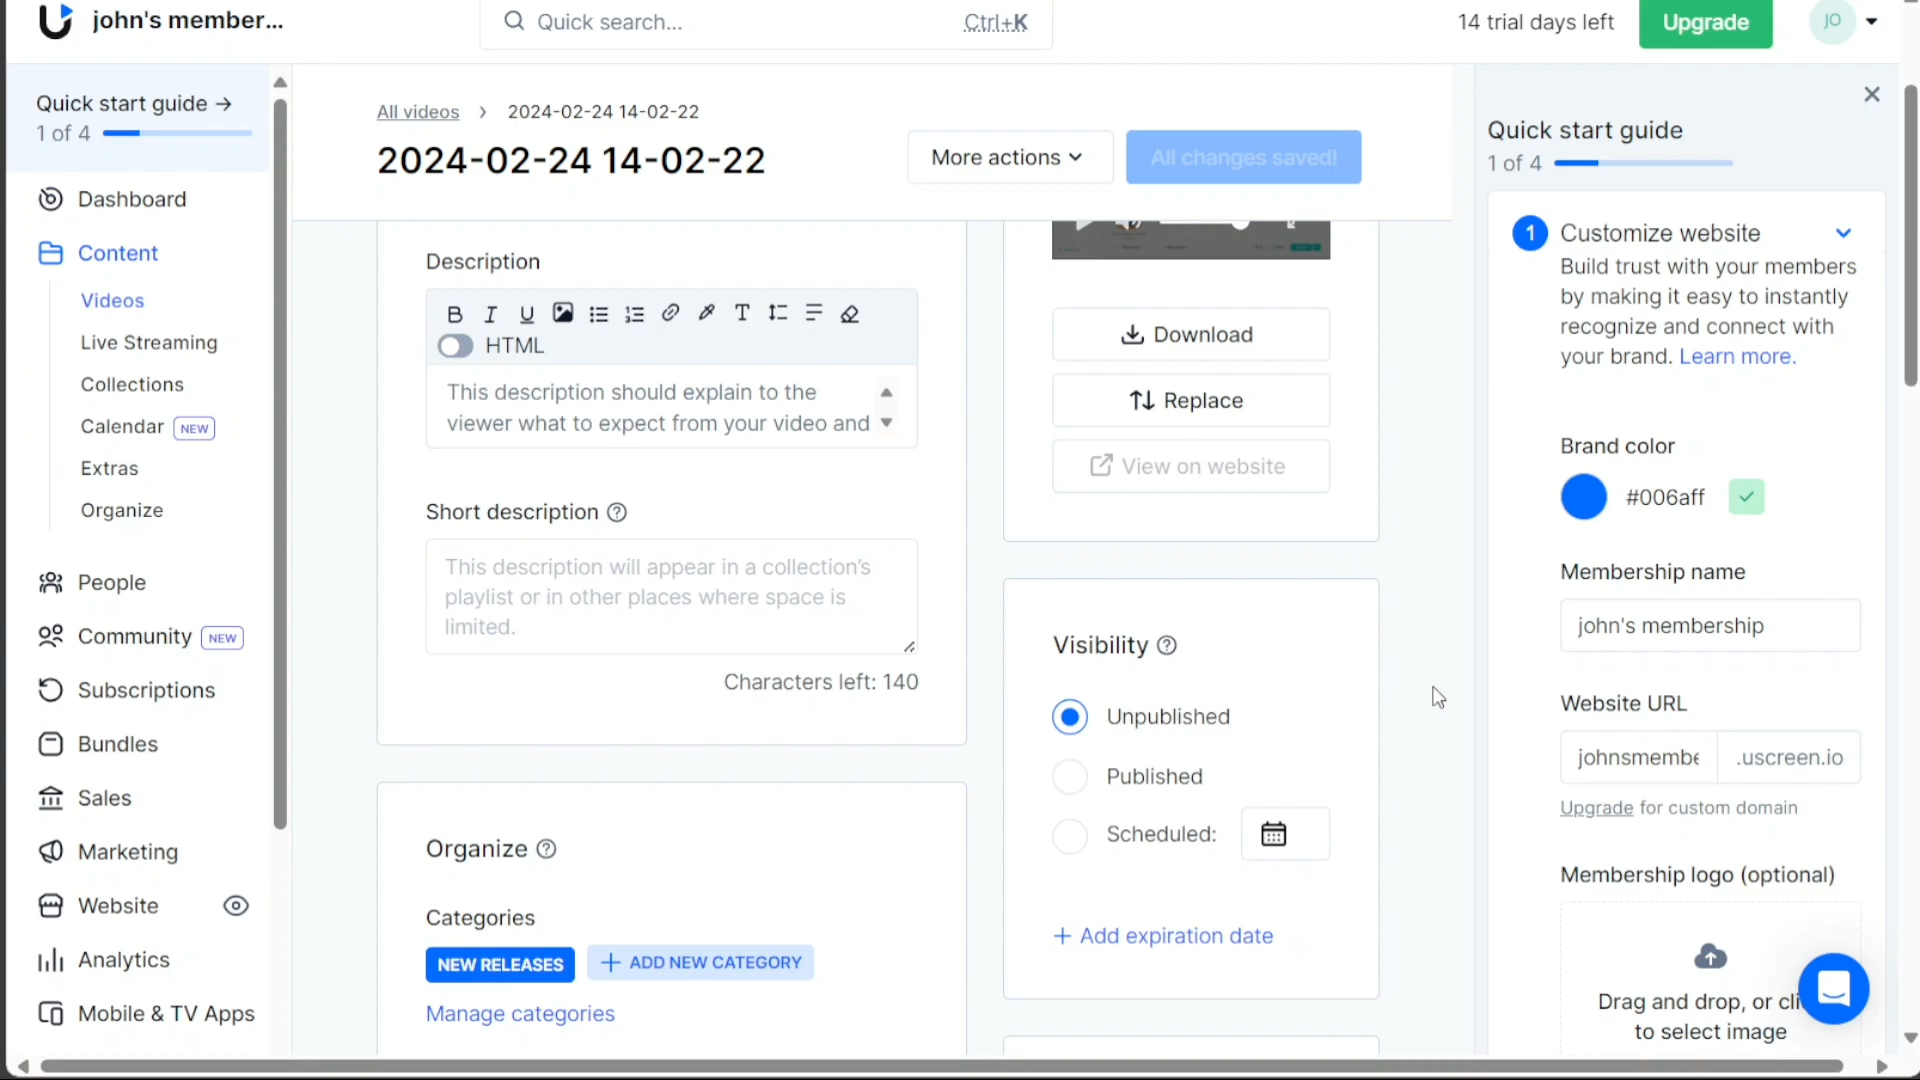 john's member...
Quick search...
Ctrl+K
14 trial days left
Upgrade
JO
Quick start guide →
1 of 4
Dashboard
Content
Videos
Live Streaming
Collections
Calendar NEW
Extras
Organize
People
Community NEW
Subscriptions
Bundles
Sales
Marketing
Website
Analytics
Mobile & TV Apps
All videos > 2024-02-24 14-02-22
2024-02-24 14-02-22
More actions
All changes saved!
Description
HTML
This description should explain to the
viewer what to expect from your video and
Short description
This description will appear in a collection's
playlist or in other places where space is
limited.
Characters left: 140
Organize
Categories
NEW RELEASES
+ ADD NEW CATEGORY
Manage categories
Download
Replace
View on website
Visibility
Unpublished
Published
Scheduled:
+ Add expiration date
Quick start guide
1 of 4
1 Customize website
Build trust with your members
by making it easy to instantly
recognize and connect with
your brand. Learn more.
Brand color
#006aff
Membership name
john's membership
Website URL
johnsmembe .uscreen.io
Upgrade for custom domain
Membership logo (optional)
Drag and drop, or cli
to select image